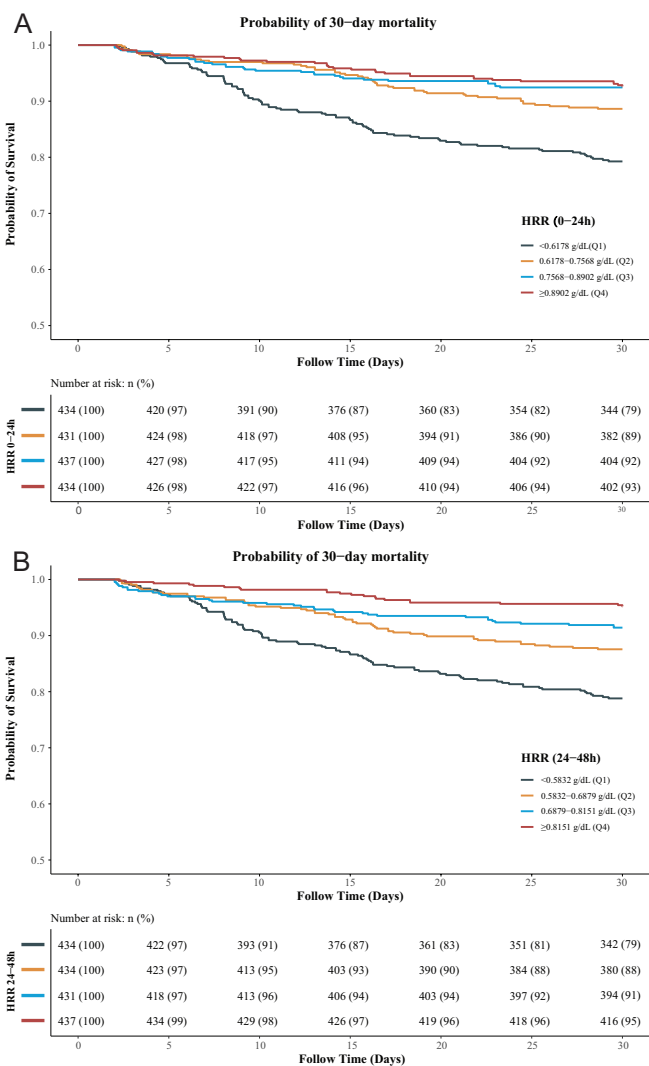 A
Probability of 30−day mortality
1.0
0.9
0.8
0.7
0.6
0.5
Probability of Survival
HRR (0−24h)
<0.6178 g/dL(Q1)
0.6178−0.7568 g/dL (Q2)
0.7568−0.8902 g/dL (Q3)
≥0.8902 g/dL (Q4)
0 5 10 15 20 25 30
Follow Time (Days)
Number at risk: n (%)
HRR 0−24h
434 (100) 420 (97) 391 (90) 376 (87) 360 (83) 354 (82) 344 (79)
431 (100) 424 (98) 418 (97) 408 (95) 394 (91) 386 (90) 382 (89)
437 (100) 427 (98) 417 (95) 411 (94) 409 (94) 404 (92) 404 (92)
434 (100) 426 (98) 422 (97) 416 (96) 410 (94) 406 (94) 402 (93)
0 5 10 15 20 25 30
Follow Time (Days)
B
Probability of 30−day mortality
1.0
0.9
0.8
0.7
0.6
0.5
Probability of Survival
HRR (24−48h)
<0.5832 g/dL (Q1)
0.5832−0.6879 g/dL (Q2)
0.6879−0.8151 g/dL (Q3)
≥0.8151 g/dL (Q4)
0 5 10 15 20 25 30
Follow Time (Days)
Number at risk: n (%)
HRR 24−48h
434 (100) 422 (97) 393 (91) 376 (87) 361 (83) 351 (81) 342 (79)
434 (100) 423 (97) 413 (95) 403 (93) 390 (90) 384 (88) 380 (88)
431 (100) 418 (97) 413 (96) 406 (94) 403 (94) 397 (92) 394 (91)
437 (100) 434 (99) 429 (98) 426 (97) 419 (96) 418 (96) 416 (95)
0 5 10 15 20 25 30
Follow Time (Days)